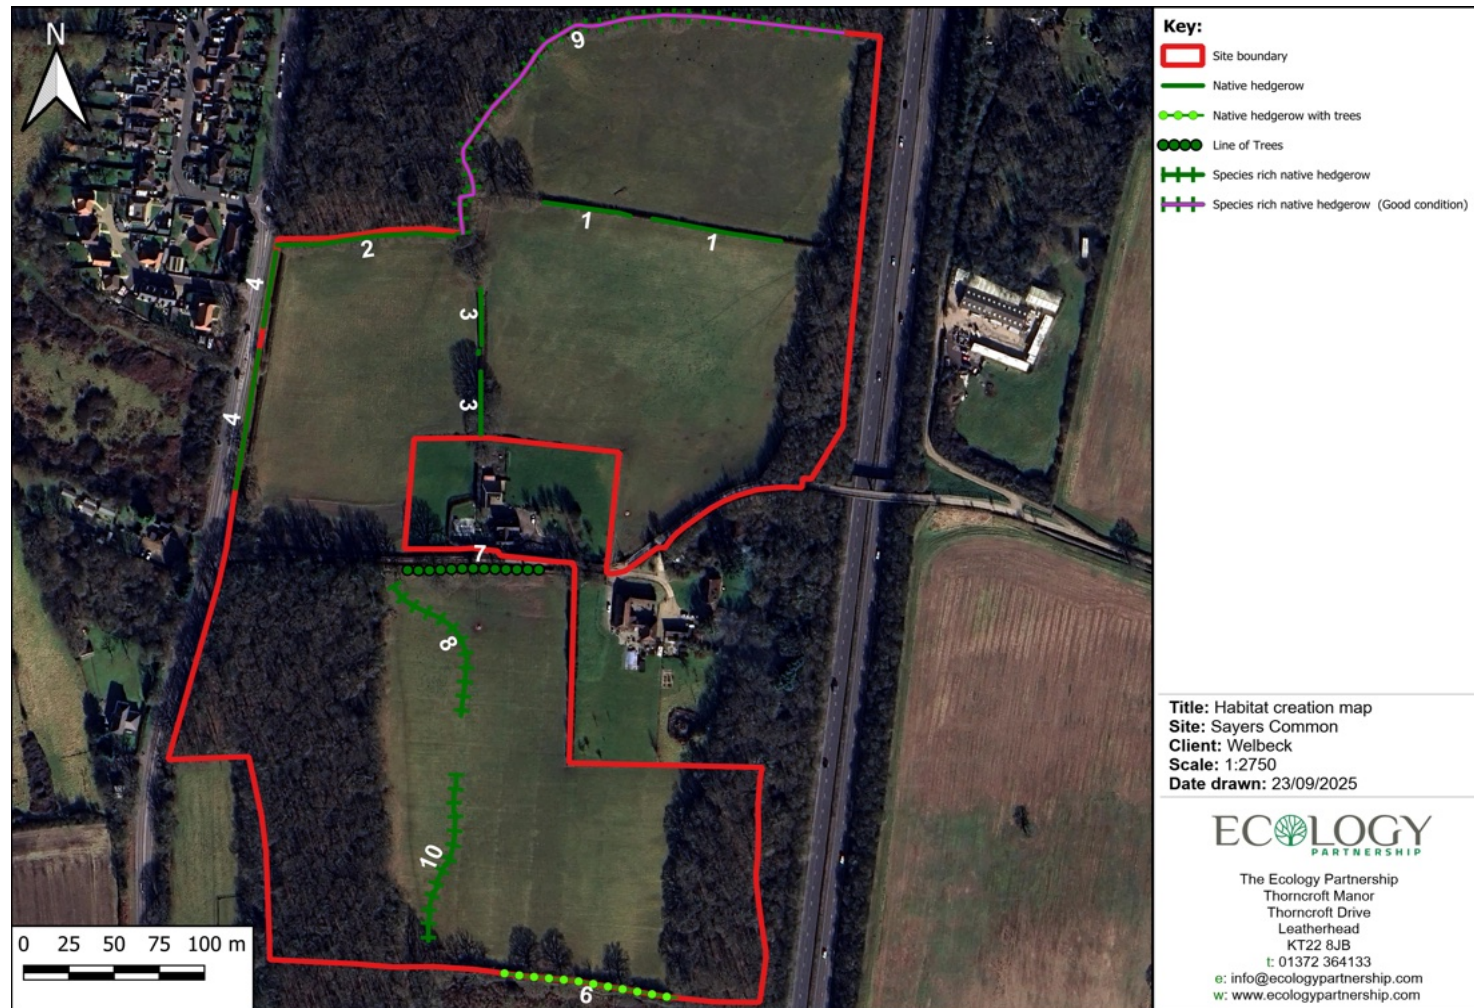 N
9
1
1
2
4
3
4
3
7
8
10
6
0 25 50 75 100 m
Key:
Site boundary
Native hedgerow
Native hedgerow with trees
Line of Trees
Species rich native hedgerow
Species rich native hedgerow (Good condition)
Title: Habitat creation map
Site: Sayers Common
Client: Welbeck
Scale: 1:2750
Date drawn: 23/09/2025
ECOLOGY
PARTNERSHIP
The Ecology Partnership
Thorncroft Manor
Thorncroft Drive
Leatherhead
KT22 8JB
t: 01372 364133
e: info@ecologypartnership.com
w: www.ecologypartnership.com